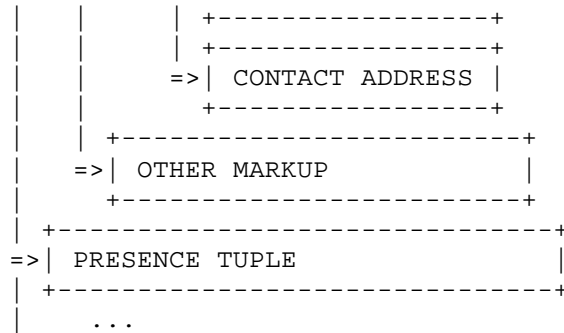 | | | +----------------+
| | | +----------------+
| | =>| CONTACT ADDRESS |
| | +----------------+
| | +-------------------------+
| =>| OTHER MARKUP |
| +-------------------------+
| +-------------------------------+
=>| PRESENCE TUPLE |
| +-------------------------------+
| ...